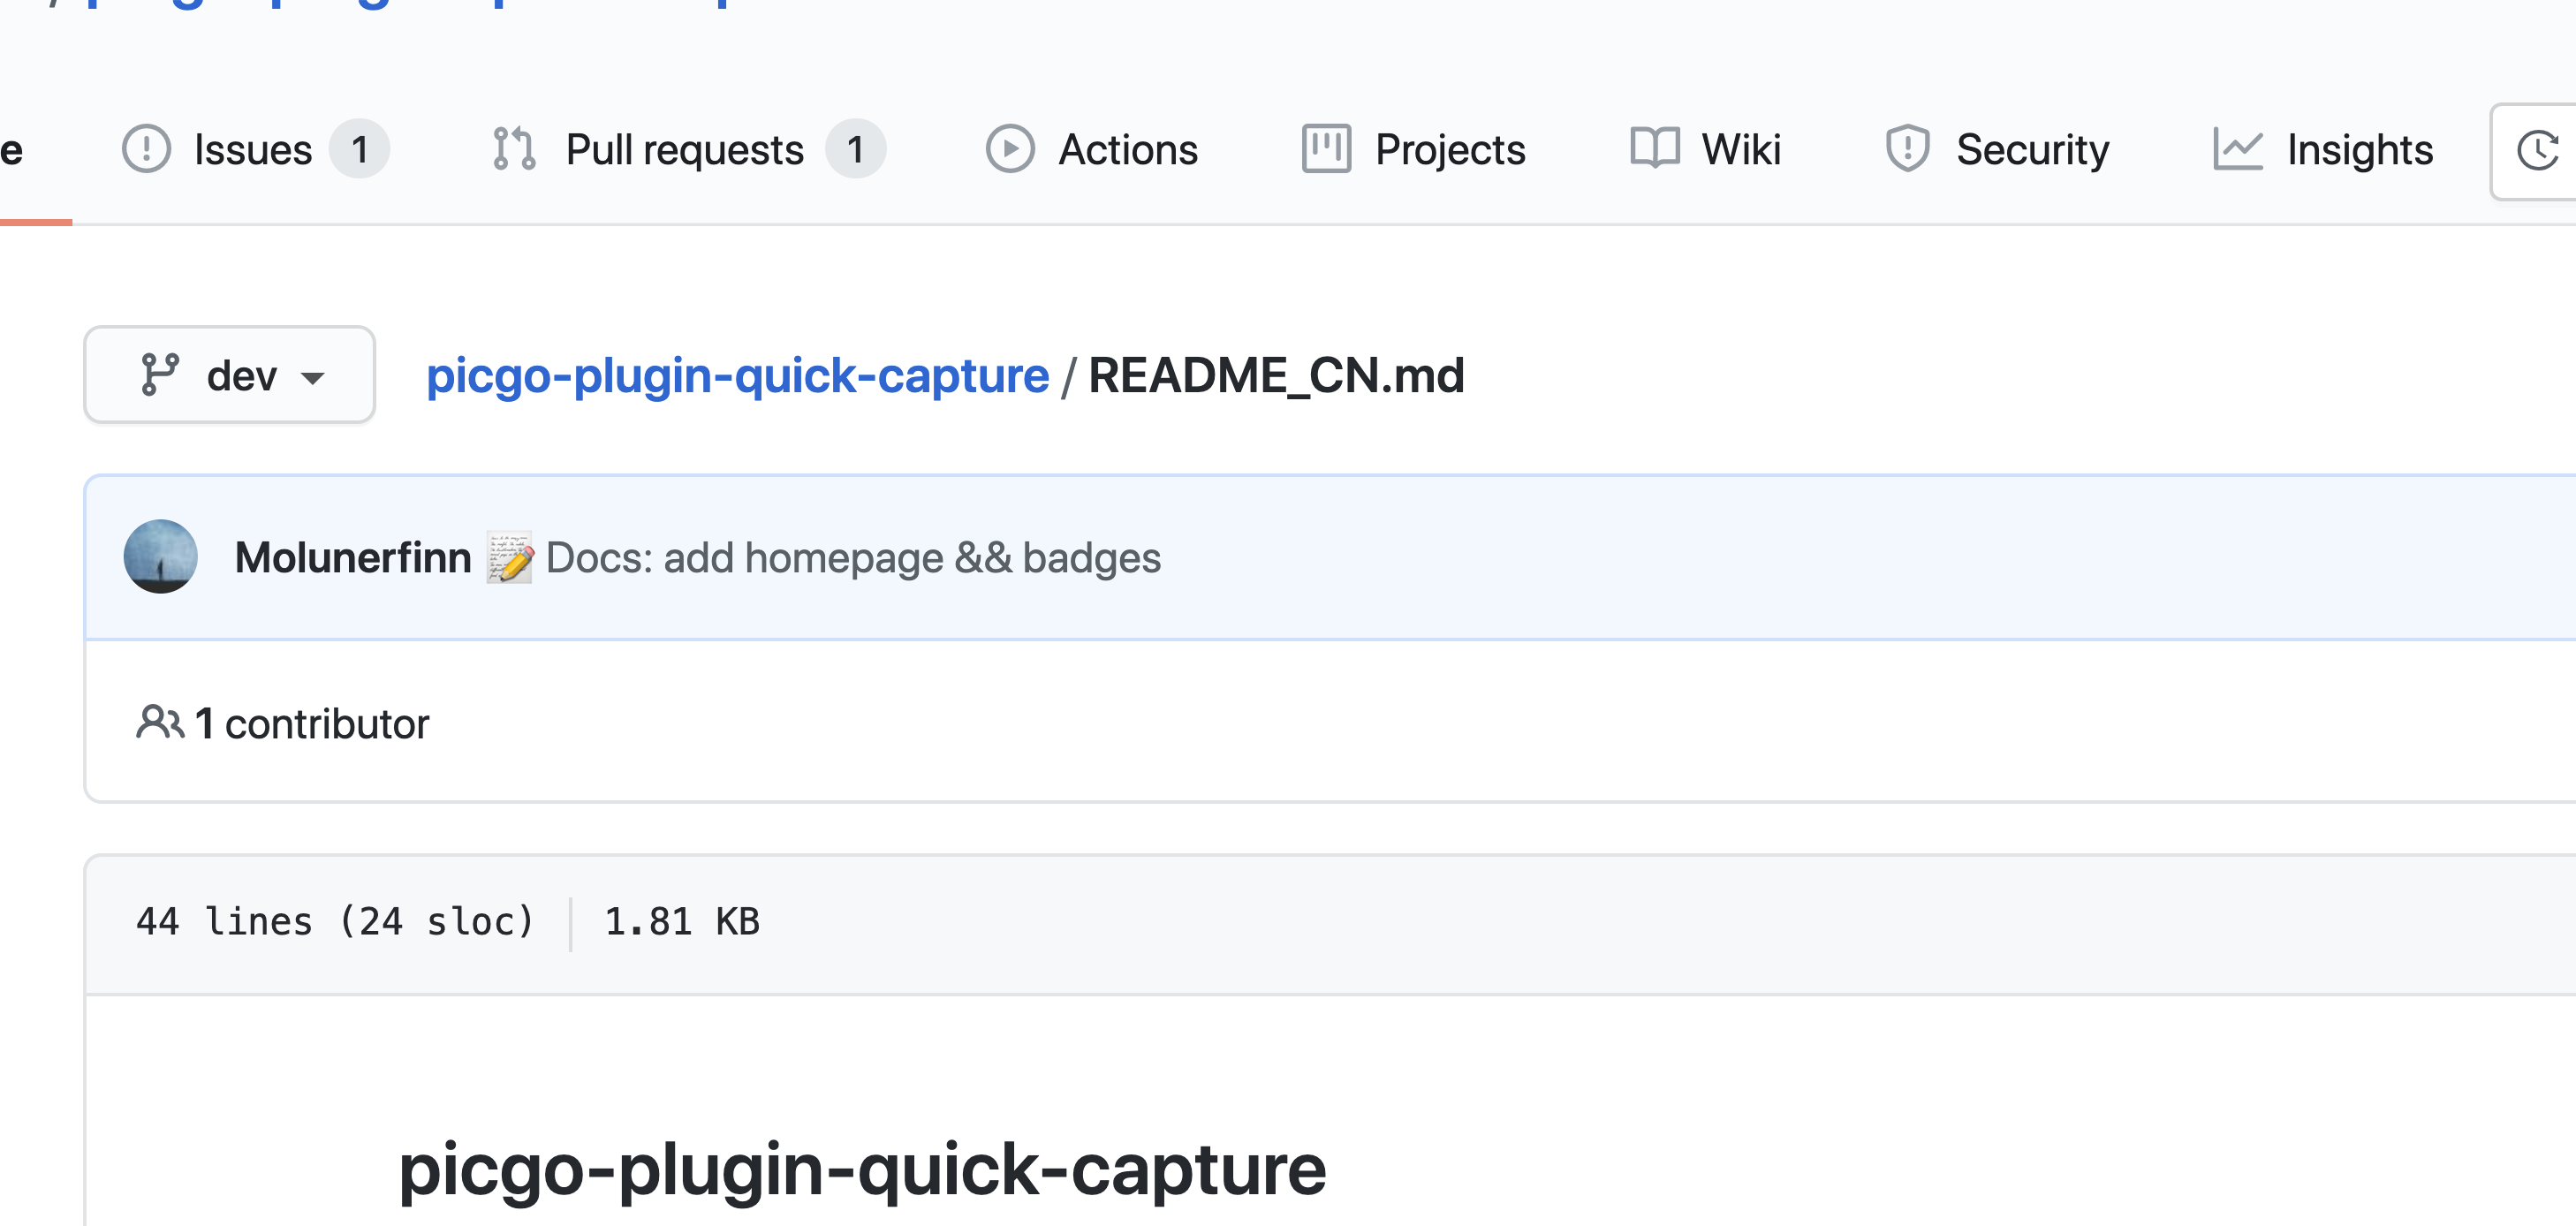 Issues 1 Pull requests 1 Actions Projects Wiki Security Insights
dev picgo-plugin-quick-capture / README_CN.md
Molunerfinn 📝 Docs: add homepage && badges
1 contributor
44 lines (24 sloc) 1.81 KB
picgo-plugin-quick-capture